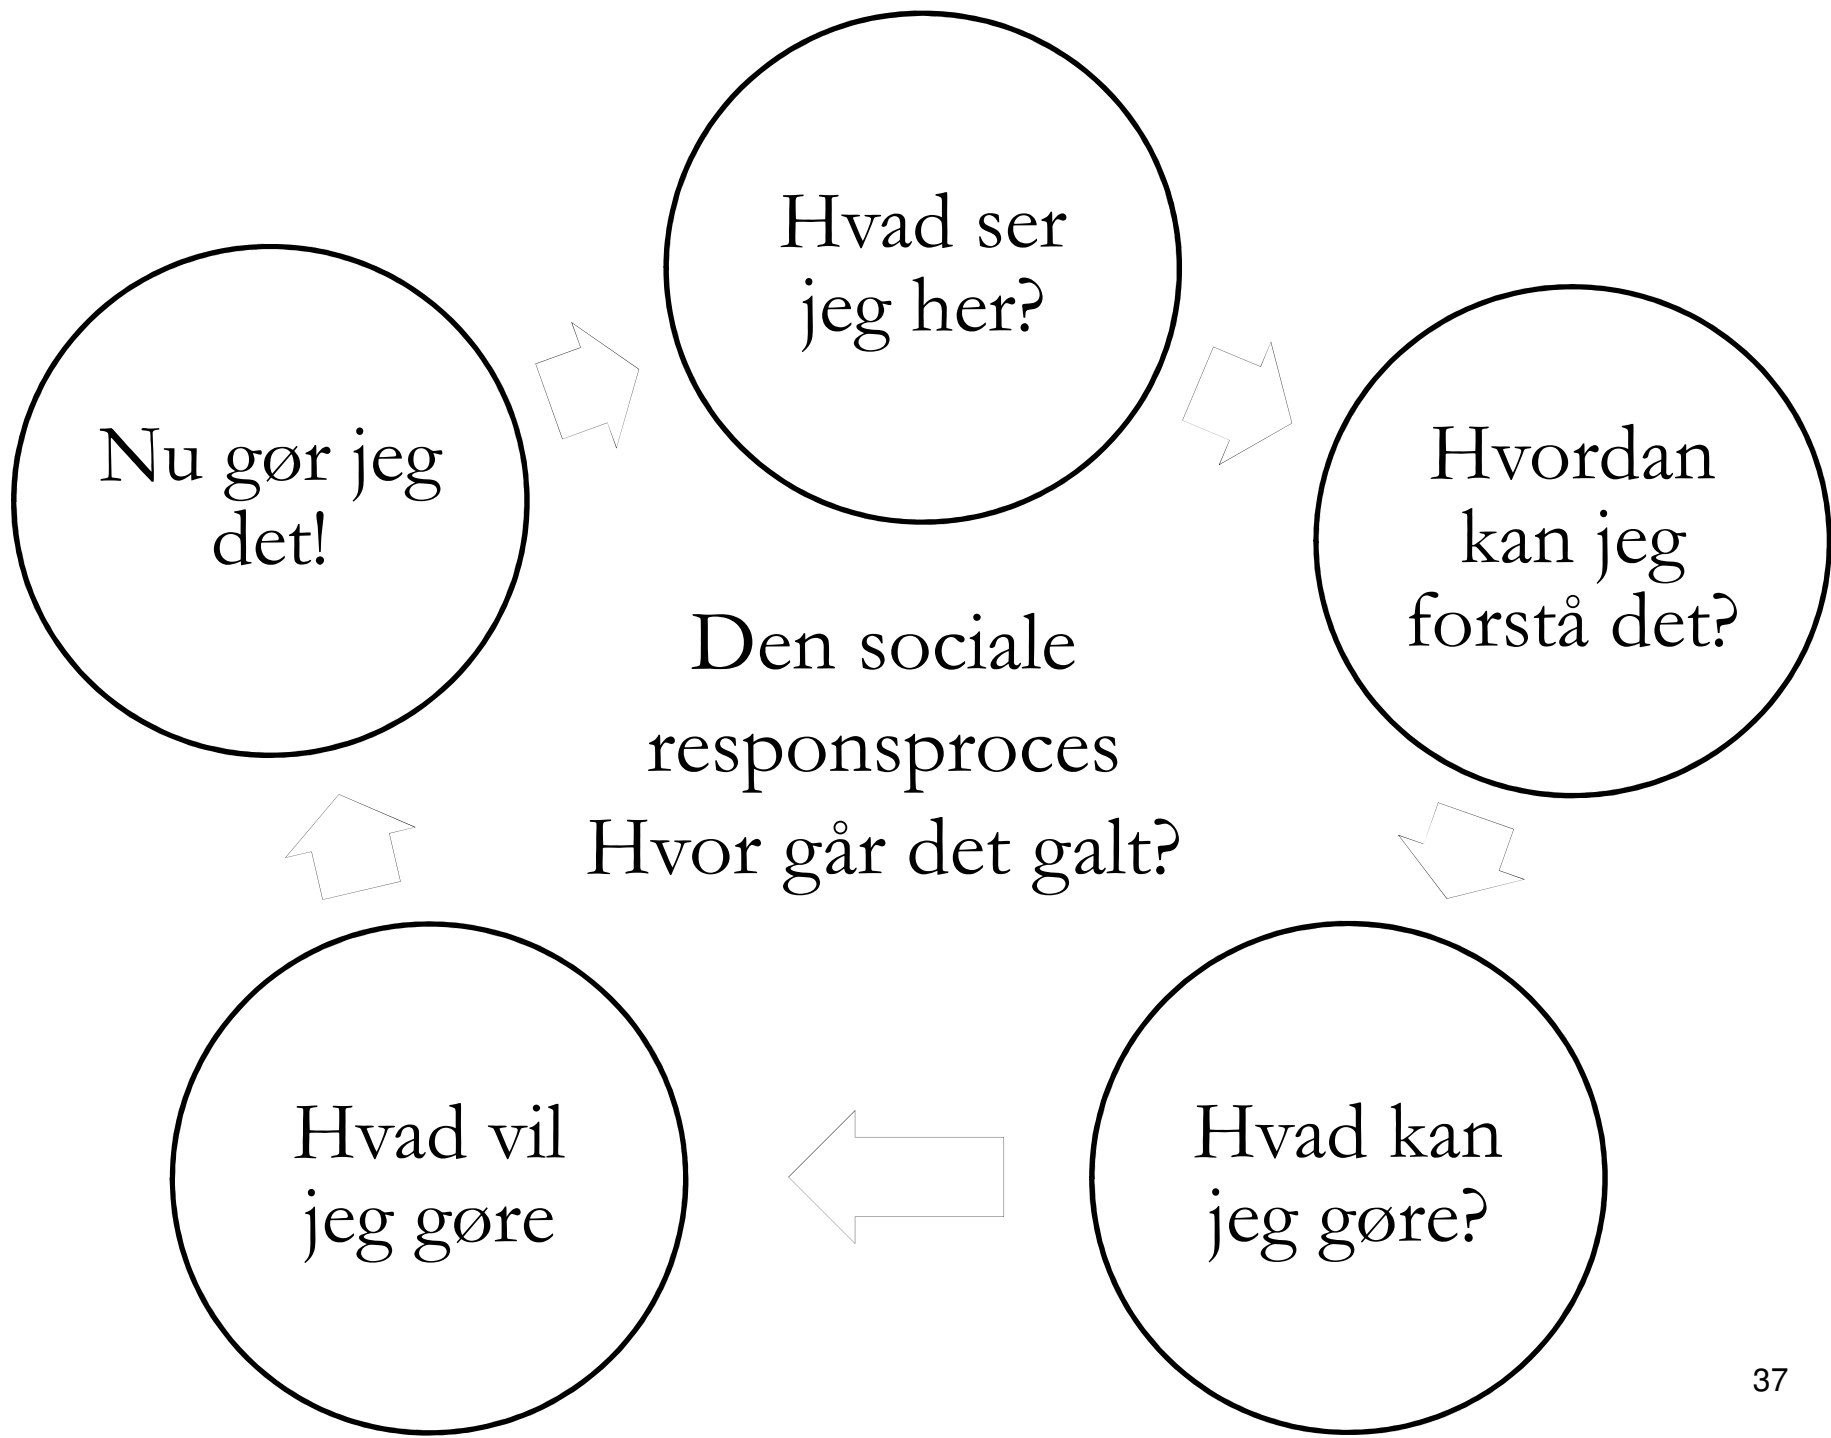 Hvad ser
jeg her?
Hvordan
kan jeg
forstå det?
Hvad kan
jeg gøre?
Hvad vil
jeg gøre
Nu gør jeg
det!
Den sociale
responsproces
Hvor går det galt?
37